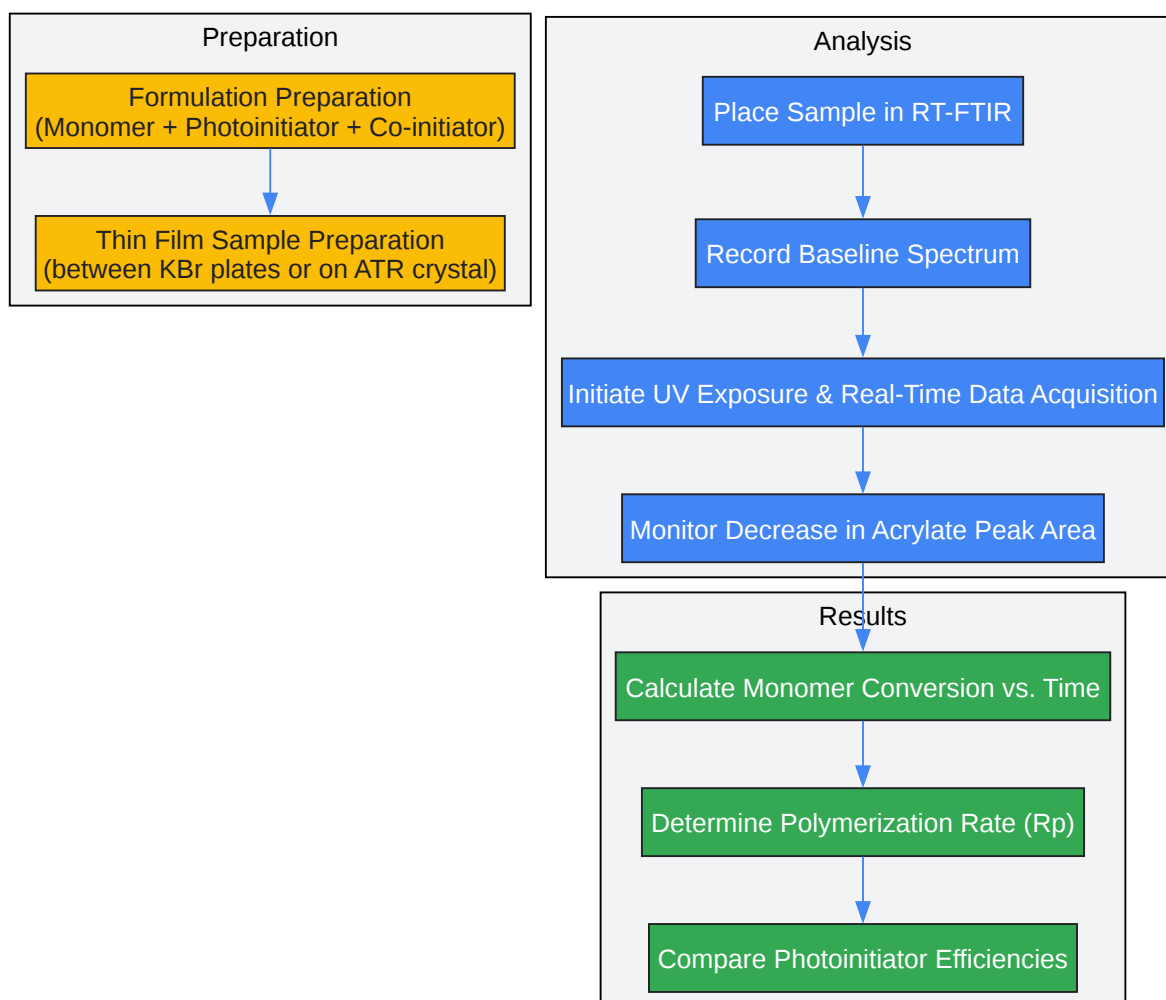 Preparation
Formulation Preparation
(Monomer + Photoinitiator + Co-initiator)
Thin Film Sample Preparation
(between KBr plates or on ATR crystal)
Analysis
Place Sample in RT-FTIR
Record Baseline Spectrum
Initiate UV Exposure & Real-Time Data Acquisition
Monitor Decrease in Acrylate Peak Area
Results
Calculate Monomer Conversion vs. Time
Determine Polymerization Rate (Rp)
Compare Photoinitiator Efficiencies